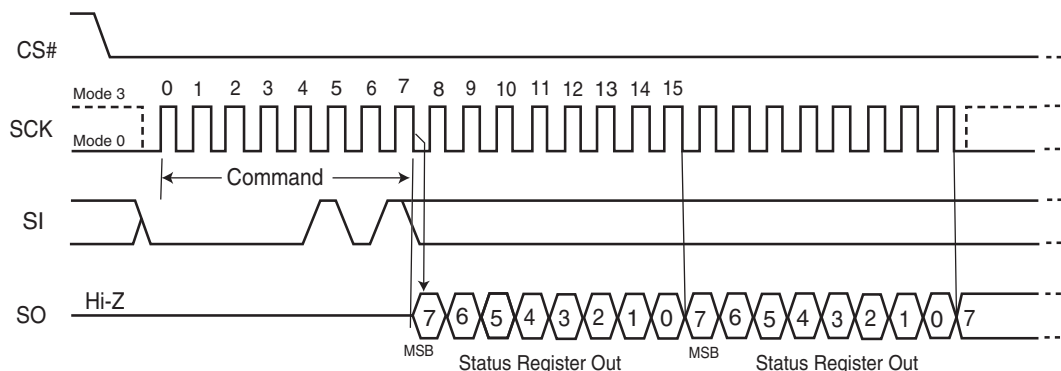 CS#
Mode 3
0 1 2 3 4 5 6 7 8 9 10 11 12 13 14 15
SCK
Mode 0
Command
SI
Hi-Z
SO
7 6 5 4 3 2 1 0 7 6 5 4 3 2 1 0 7
MSB MSB
Status Register Out Status Register Out